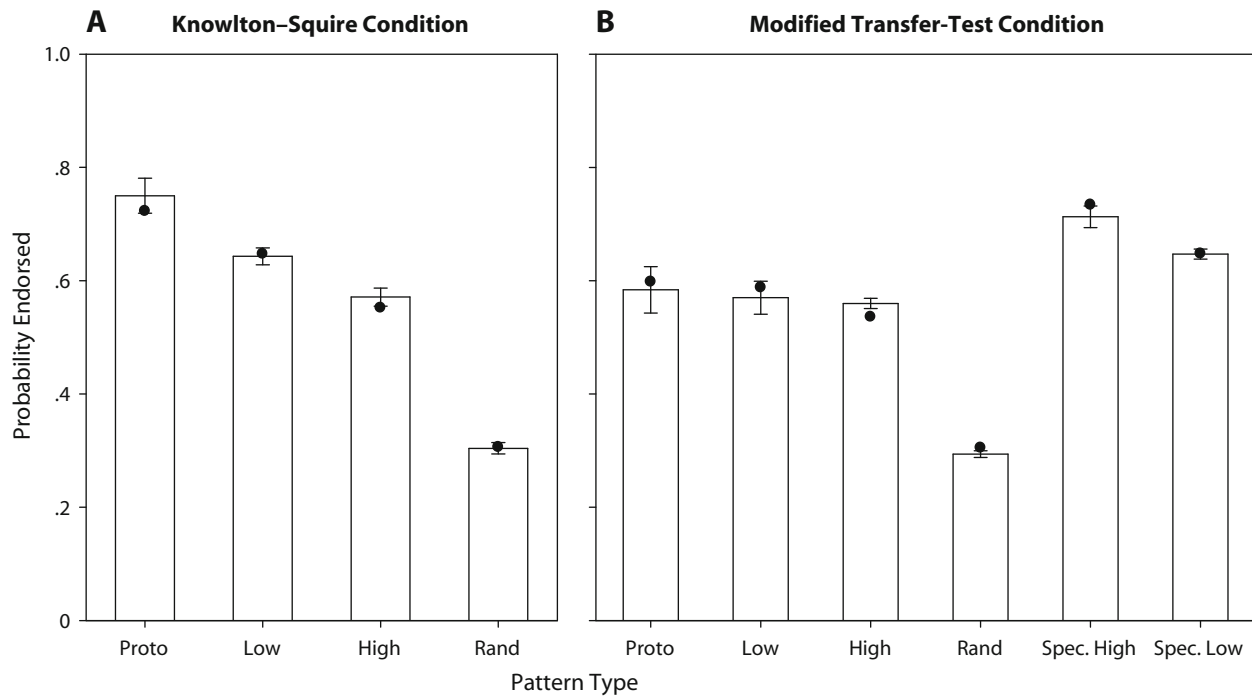 A Knowlton–Squire Condition
B Modified Transfer-Test Condition
Probability Endorsed
1.0
.8
.6
.4
.2
0
Proto Low High Rand
Proto Low High Rand Spec. High Spec. Low
Pattern Type